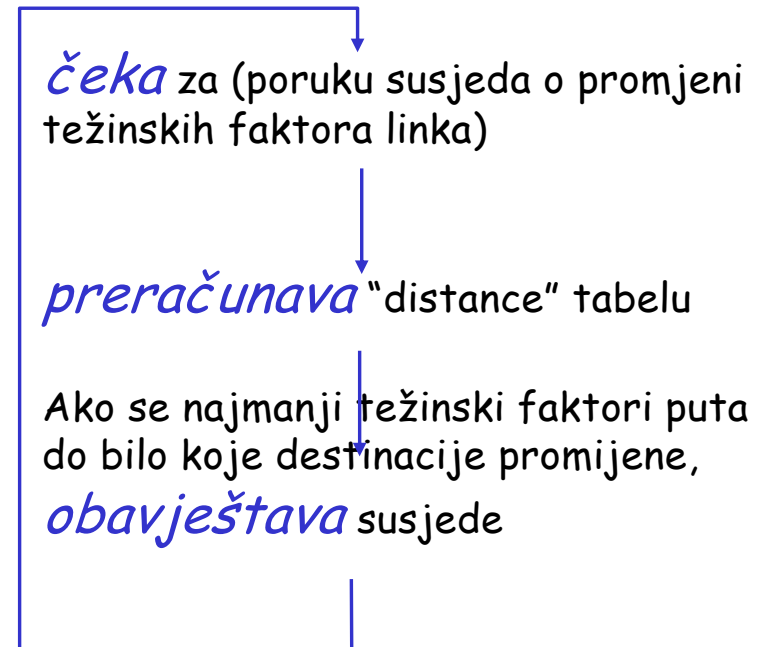 čeka za (poruku susjeda o promjeni
težinskih faktora linka)
preračunava “distance” tabelu
Ako se najmanji težinski faktori puta
do bilo koje destinacije promijene,
obavještava susjede